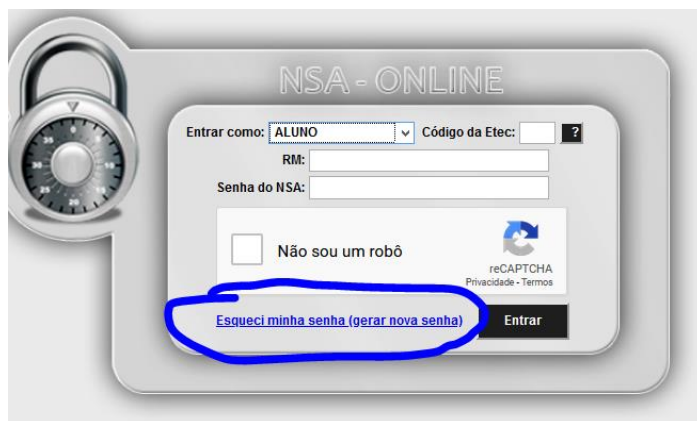 NSA - ONLINE
Entrar como: ALUNO Código da Etec: ?
RM:
Senha do NSA:
Não sou um robô
reCAPTCHA
Privacidade - Termos
Esqueci minha senha (gerar nova senha) Entrar